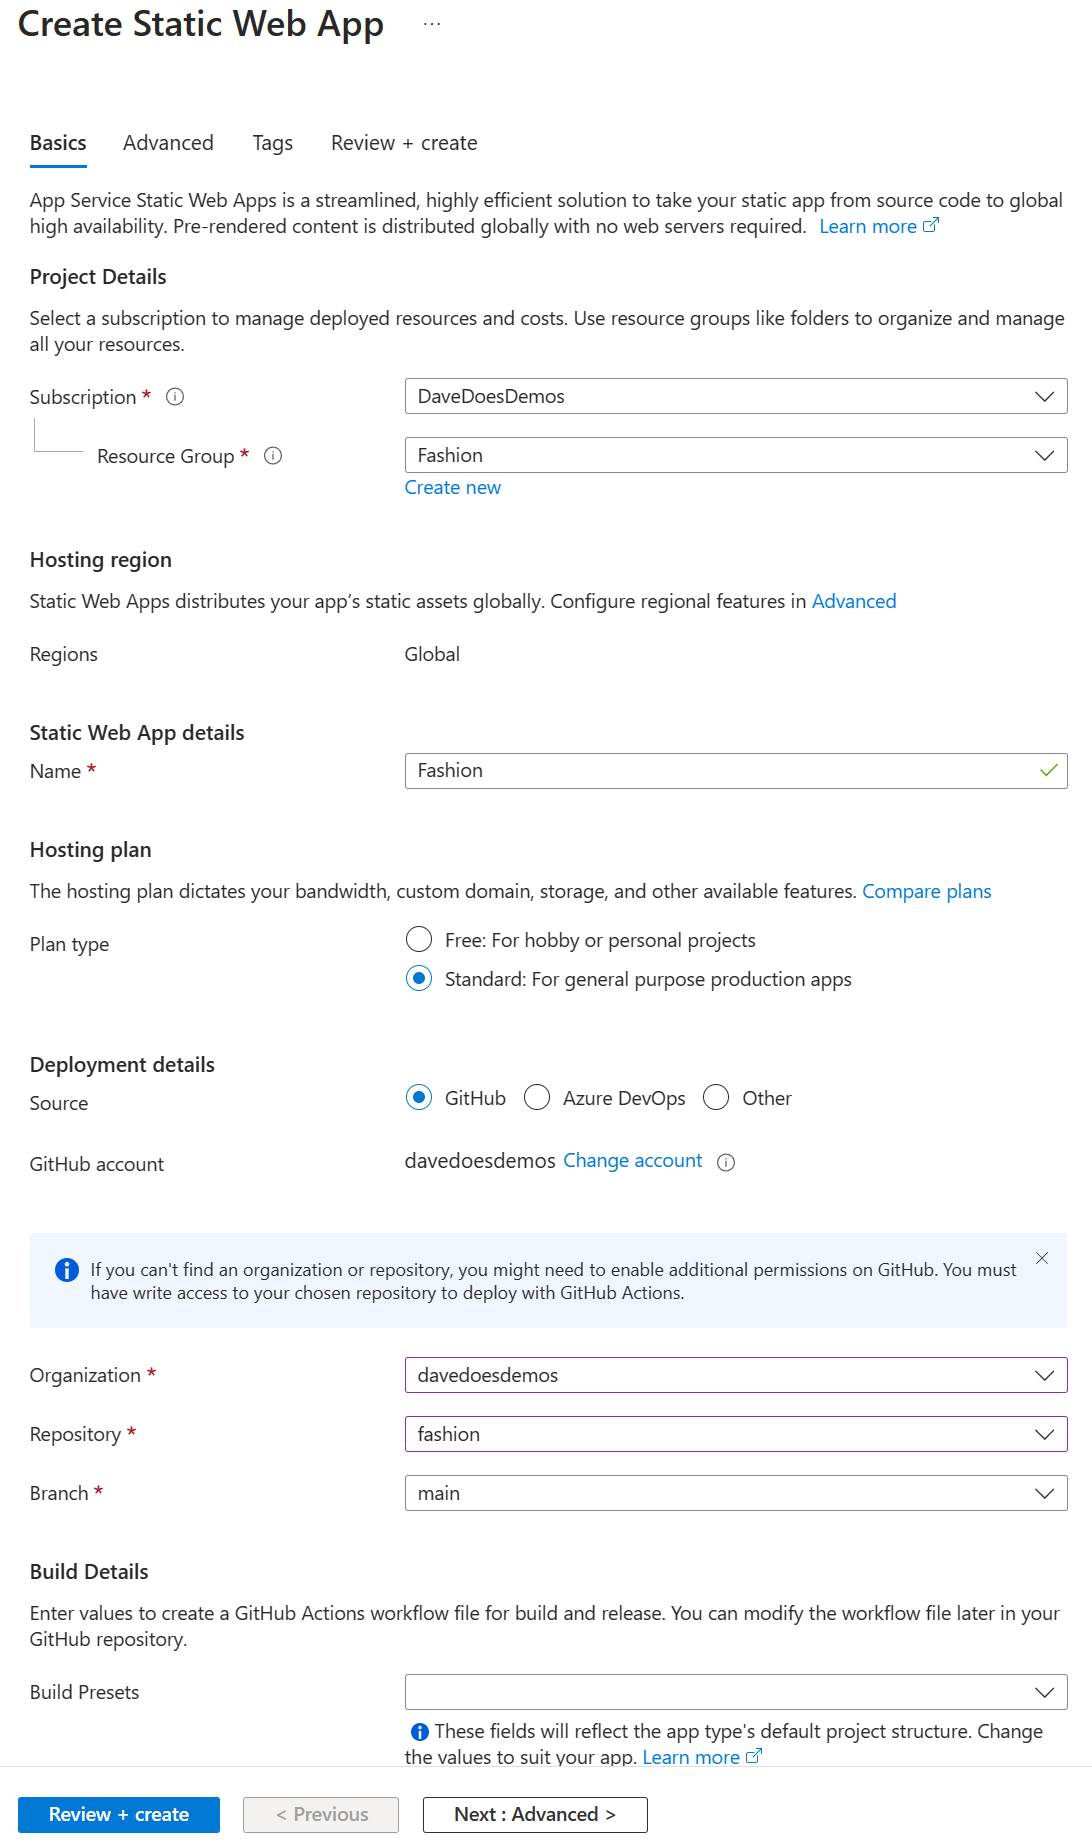 Create Static Web App ...
Basics Advanced Tags Review + create
App Service Static Web Apps is a streamlined, highly efficient solution to take your static app from source code to global
high availability. Pre-rendered content is distributed globally with no web servers required. Learn more
Project Details
Select a subscription to manage deployed resources and costs. Use resource groups like folders to organize and manage
all your resources.
Subscription * DaveDoesDemos
Resource Group * Fashion
Create new
Hosting region
Static Web Apps distributes your app’s static assets globally. Configure regional features in Advanced
Regions Global
Static Web App details
Name * Fashion
Hosting plan
The hosting plan dictates your bandwidth, custom domain, storage, and other available features. Compare plans
Plan type Free: For hobby or personal projects
Standard: For general purpose production apps
Deployment details
Source GitHub Azure DevOps Other
GitHub account davedoesdemos Change account
If you can't find an organization or repository, you might need to enable additional permissions on GitHub. You must
have write access to your chosen repository to deploy with GitHub Actions.
Organization * davedoesdemos
Repository * fashion
Branch * main
Build Details
Enter values to create a GitHub Actions workflow file for build and release. You can modify the workflow file later in your
GitHub repository.
Build Presets
These fields will reflect the app type's default project structure. Change
the values to suit your app. Learn more
Review + create < Previous Next : Advanced >